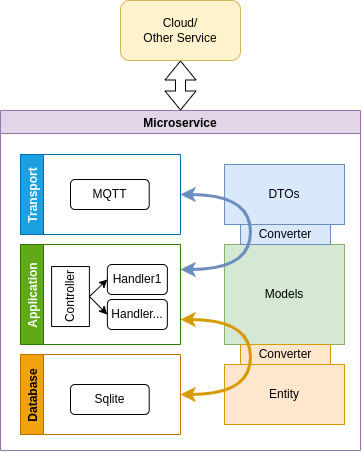 Cloud/
Other Service
Microservice
Transport
MQTT
DTOs
Converter
Application
Controller
Handler1
Handler...
Models
Converter
Database
Sqlite
Entity